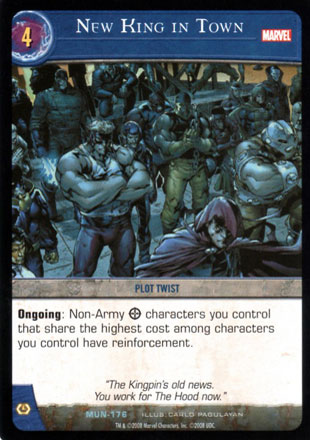 4
New King in Town
MARVEL
PLOT TWIST
Ongoing: Non-Army characters you control
that share the highest cost among characters
you control have reinforcement.
"The Kingpin's old news.
You work for The Hood now."
MUN-176 ILLUS. CARLO PAGULAYAN
TM & ©2008 Marvel Characters, Inc. ©2008 UDC.